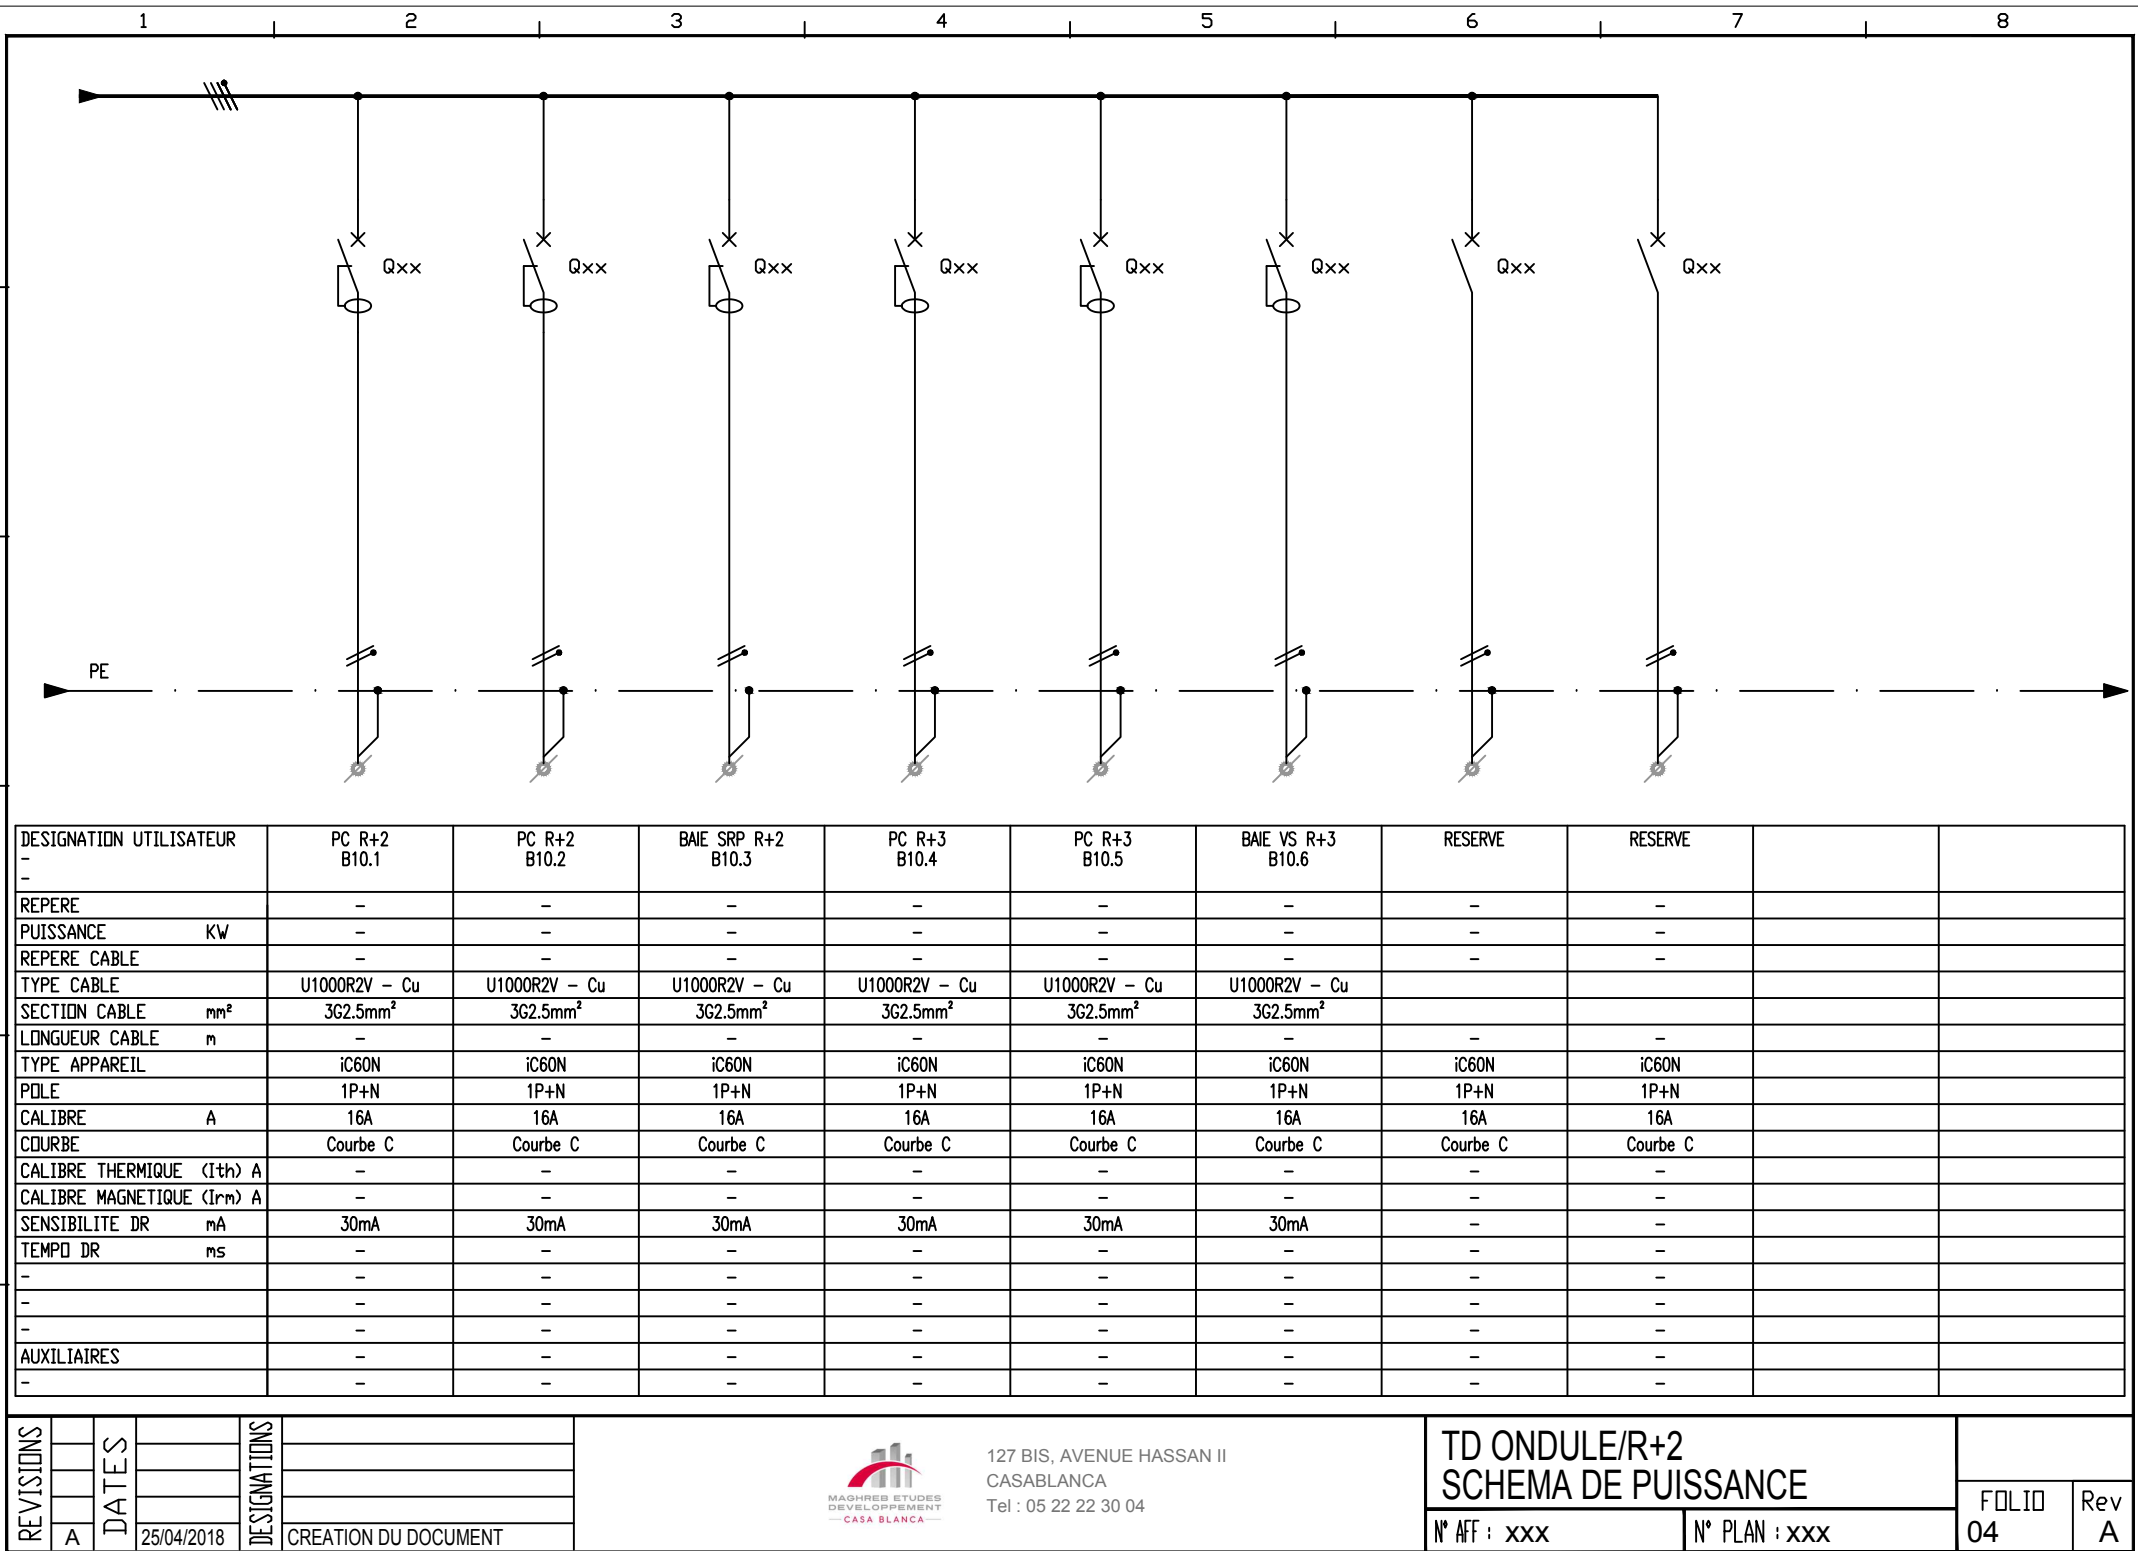 1 2 3 4 5 6 7 8
Qxx Qxx Qxx Qxx Qxx Qxx Qxx Qxx
PE
DESIGNATION UTILISATEUR PC R+2 PC R+2 BAIE SRP R+2 PC R+3 PC R+3 BAIE VS R+3 RESERVE RESERVE
- B10.1 B10.2 B10.3 B10.4 B10.5 B10.6
-
REPERE - - - - - - - -
PUISSANCE KW - - - - - - - -
REPERE CABLE - - - - - - - -
TYPE CABLE U1000R2V - Cu U1000R2V - Cu U1000R2V - Cu U1000R2V - Cu U1000R2V - Cu U1000R2V - Cu
SECTION CABLE mm² 3G2.5mm² 3G2.5mm² 3G2.5mm² 3G2.5mm² 3G2.5mm² 3G2.5mm²
LONGUEUR CABLE m - - - - - - - -
TYPE APPAREIL iC60N iC60N iC60N iC60N iC60N iC60N iC60N iC60N
POLE 1P+N 1P+N 1P+N 1P+N 1P+N 1P+N 1P+N 1P+N
CALIBRE A 16A 16A 16A 16A 16A 16A 16A 16A
COURBE Courbe C Courbe C Courbe C Courbe C Courbe C Courbe C Courbe C Courbe C
CALIBRE THERMIQUE (Ith) A - - - - - - - -
CALIBRE MAGNETIQUE (Irm) A - - - - - - - -
SENSIBILITE DR mA 30mA 30mA 30mA 30mA 30mA 30mA - -
TEMPO DR ms - - - - - - - -
- - - - - - - - -
- - - - - - - - -
- - - - - - - - -
AUXILIAIRES - - - - - - - -
- - - - - - - - -
REVISIONS
A
DATES
25/04/2018
DESIGNATIONS
CREATION DU DOCUMENT
MAGHREB ETUDES
DEVELOPPEMENT
CASA BLANCA
127 BIS, AVENUE HASSAN II
CASABLANCA
Tel : 05 22 22 30 04
TD ONDULE/R+2
SCHEMA DE PUISSANCE
N° AFF : xxx
N° PLAN : xxx
FOLIO
04
Rev
A